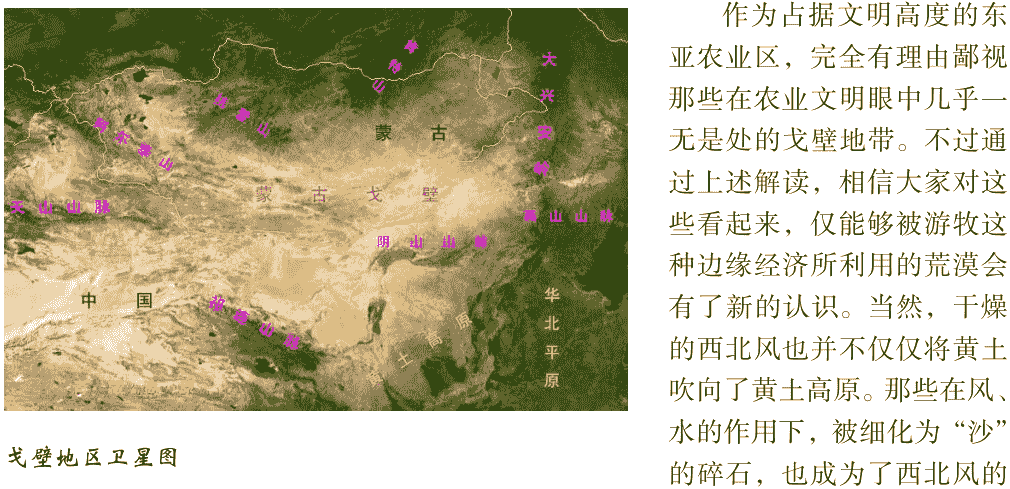 大兴安岭
肯特山
杭爱山
阿尔泰山
蒙 古
蒙 古 戈 壁
天山山脉
燕山山脉
阴山山脉
中 国
祁连山脉
黄土高原
华北平原
戈壁地区卫星图
作为占据文明高度的东
亚农业区，完全有理由鄙视
那些在农业文明眼中几乎一
无是处的戈壁地带。不过通
过上述解读，相信大家对这
些看起来，仅能够被游牧这
种边缘经济所利用的荒漠会
有了新的认识。当然，干燥
的西北风也并不仅仅将黄土
吹向了黄土高原。那些在风、
水的作用下，被细化为“沙”
的碎石，也成为了西北风的